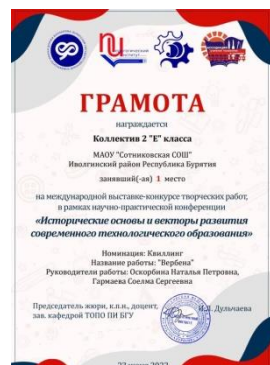 ГРАМОТА
награждается
Коллектив 2 "Е" класса
МАОУ "Сотниковская СОШ"
Иволгинский район Республика Бурятия
занявший(-ая) 1 место
на международной выставке-конкурсе творческих работ,
в рамках научно-практической конференции
«Исторические основы и векторы развития
современного технологического образования»
Номинация: Квиллинг
Название работы: "Вербена"
Руководители работы: Оскорбина Наталья Петровна,
Гармаева Соелма Сергеевна
Председатель жюри, к.п.н., доцент,
зав. кафедрой ТОПО ПИ БГУ
Дульчаева
2022